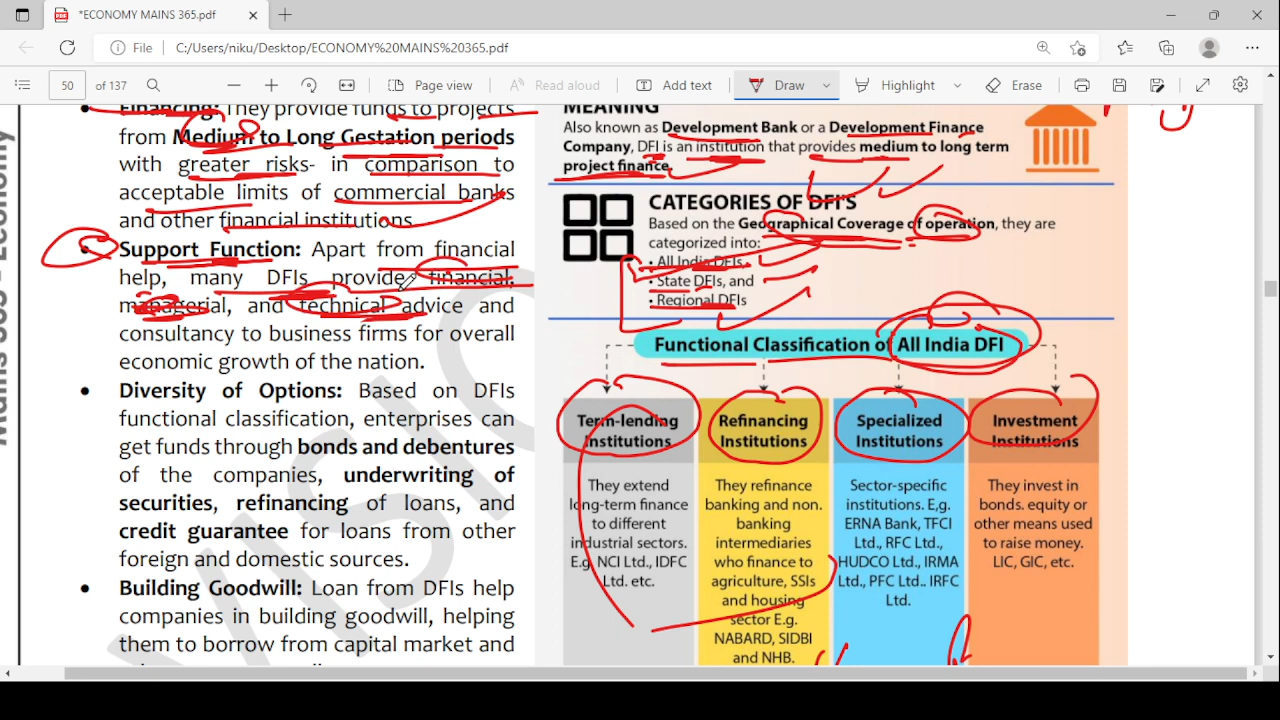 *ECONOMY MAINS 365.pdf
File
C:/Users/niku/Desktop/ECONOMY%20MAINS%20365.pdf
50
of 137
Page view
Read aloud
Add text
Draw
Highlight
Erase
Mains 365 - Economy
• Financing: They provide funds to projects
from Medium to Long Gestation periods
with greater risks- in comparison to
acceptable limits of commercial banks
and other financial institutions.
• Support Function: Apart from financial
help, many DFIs provide financial,
managerial, and technical advice and
consultancy to business firms for overall
economic growth of the nation.
• Diversity of Options: Based on DFIs
functional classification, enterprises can
get funds through bonds and debentures
of the companies, underwriting of
securities, refinancing of loans, and
credit guarantee for loans from other
foreign and domestic sources.
• Building Goodwill: Loan from DFIs help
companies in building goodwill, helping
them to borrow from capital market and
MEANING
Also known as Development Bank or a Development Finance
Company, DFI is an institution that provides medium to long term
project finance.
CATEGORIES OF DFI'S
Based on the Geographical Coverage of operation, they are
categorized into:
• All India DFIs,
• State DFIs, and
• Regional DFIs
Functional Classification of All India DFI
Term-lending
Institutions
They extend
long-term finance
to different
industrial sectors.
E.g. NCI Ltd., IDFC
Ltd. etc.
Refinancing
Institutions
They refinance
banking and non.
banking
intermediaries
who finance to
agriculture, SSIs
and housing
sector E.g.
NABARD, SIDBI
and NHB.
Specialized
Institutions
Sector-specific
institutions. E,g.
ERNA Bank, TFCI
Ltd., RFC Ltd.,
HUDCO Ltd., IRMA
Ltd., PFC Ltd.. IRFC
Ltd.
Investment
Institutions
They invest in
bonds. equity or
other means used
to raise money.
LIC, GIC, etc.